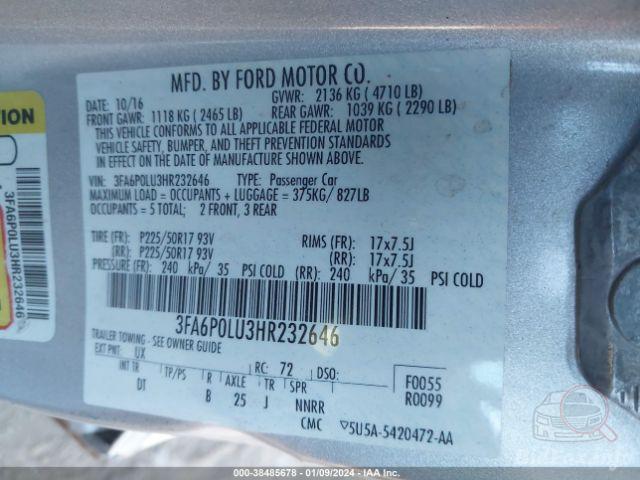 MFD. BY FORD MOTOR CO.
DATE: 10/16 GVWR: 2136 KG ( 4710 LB)
FRONT GAWR: 1118 KG ( 2465 LB) REAR GAWR: 1039 KG ( 2290 LB)
THIS VEHICLE CONFORMS TO ALL APPLICABLE FEDERAL MOTOR
VEHICLE SAFETY, BUMPER, AND THEFT PREVENTION STANDARDS
IN EFFECT ON THE DATE OF MANUFACTURE SHOWN ABOVE.
VIN: 3FA6P0LU3HR232646 TYPE: Passenger Car
MAXIMUM LOAD = OCCUPANTS + LUGGAGE = 375KG/ 827LB
OCCUPANTS = 5 TOTAL; 2 FRONT, 3 REAR
TIRE (FR): P225/50R17 93V RIMS (FR): 17x7.5J
(RR): P225/50R17 93V (RR): 17x7.5J
PRESSURE (FR): 240 kPa/ 35 PSI COLD (RR): 240 kPa/ 35 PSI COLD
3FA6P0LU3HR232646
TRAILER TOWING - SEE OWNER GUIDE
EXT PNT: UX RC: 72 DSO:
INT TR TP/PS R AXLE TR SPR F0055
DT B 25 J NNRR R0099
CMC ▽5U5A-5420472-AA
TION
3FA6P0LU3HR232646
000-38485678 | 01/09/2024 | IAAI.com